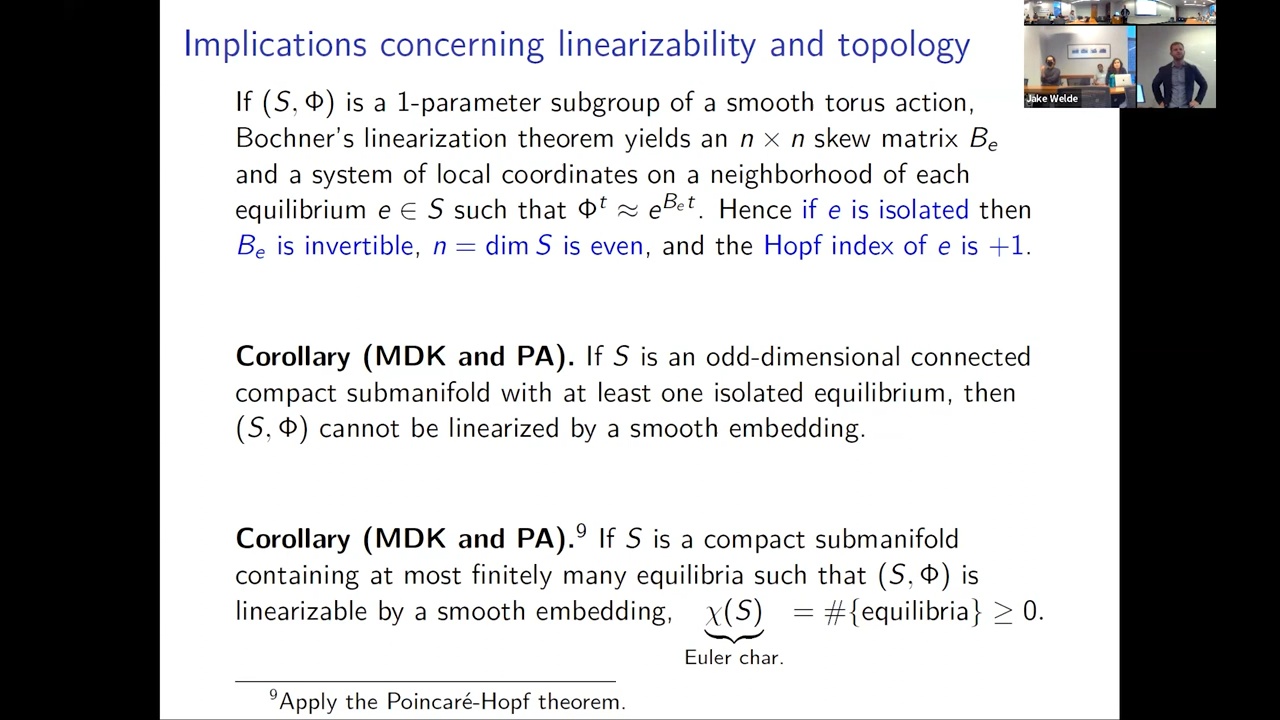 Implications concerning linearizability and topology
Jake Welde
If (S, Φ) is a 1-parameter subgroup of a smooth torus action,
Bochner's linearization theorem yields an n × n skew matrix Bₑ
and a system of local coordinates on a neighborhood of each
equilibrium e ∈ S such that Φᵗ ≈ e^{Bₑt}. Hence if e is isolated then
Bₑ is invertible, n = dim S is even, and the Hopf index of e is +1.
Corollary (MDK and PA). If S is an odd-dimensional connected
compact submanifold with at least one isolated equilibrium, then
(S, Φ) cannot be linearized by a smooth embedding.
Corollary (MDK and PA).⁹ If S is a compact submanifold
containing at most finitely many equilibria such that (S, Φ) is
linearizable by a smooth embedding, χ(S) = #{equilibria} ≥ 0.
Euler char.
⁹Apply the Poincaré-Hopf theorem.